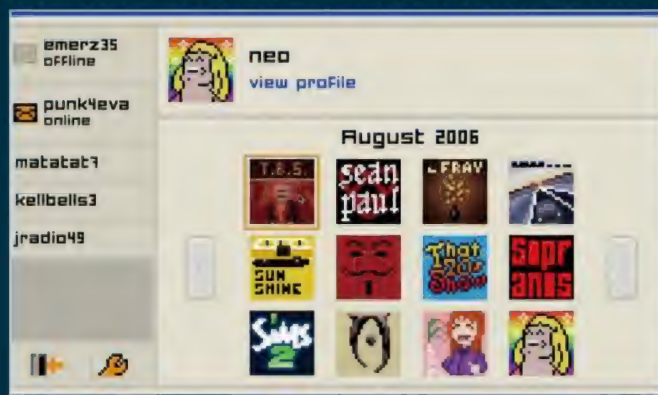 emerz35
offline
punk4eva
online
matatat7
kellbells3
jradio49
neo
view profile
August 2006
T.B.S.
sean
paul
FRAY
SUN
SHINE
That
70s
Show
Sopr
anos
Sims
2